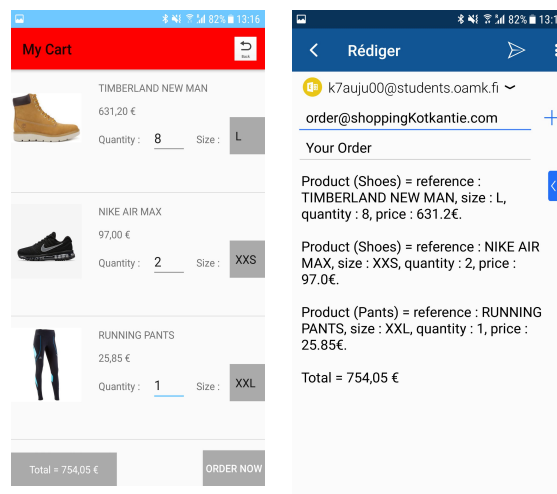 82% 13:16
My Cart
Back
TIMBERLAND NEW MAN
631,20 €
Quantity : 8 Size : L
NIKE AIR MAX
97,00 €
Quantity : 2 Size : XXS
RUNNING PANTS
25,85 €
Quantity : 1 Size : XXL
Total = 754,05 €
ORDER NOW
82% 13:1
Rédiger
k7auju00@students.oamk.fi
order@shoppingKotkantie.com
Your Order
Product (Shoes) = reference :
TIMBERLAND NEW MAN, size : L,
quantity : 8, price : 631.2€.
Product (Shoes) = reference : NIKE AIR
MAX, size : XXS, quantity : 2, price :
97.0€.
Product (Pants) = reference : RUNNING
PANTS, size : XXL, quantity : 1, price :
25.85€.
Total = 754,05 €